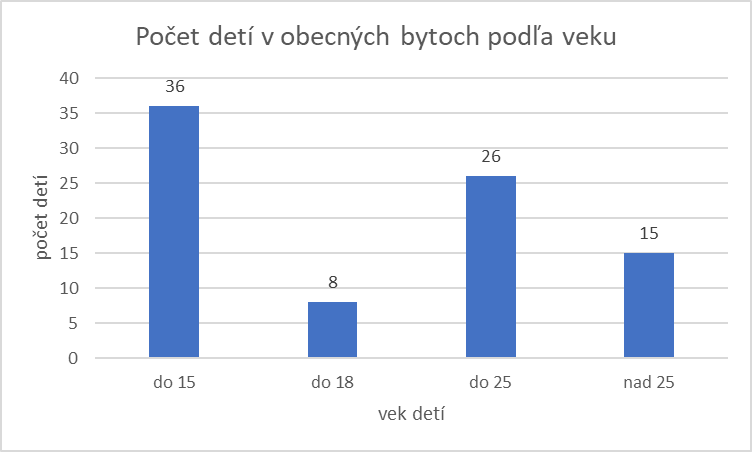 Počet detí v obecných bytoch podľa veku
počet detí
40
35
30
25
20
15
10
5
0
36
8
26
15
do 15
do 18
do 25
nad 25
vek detí